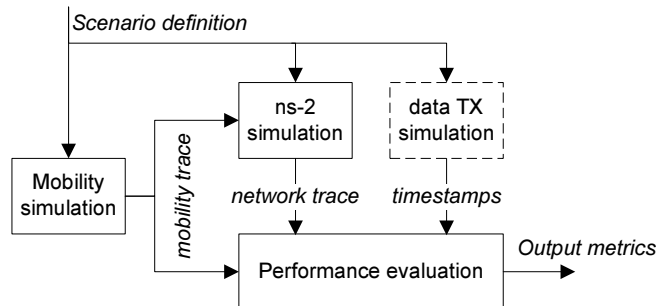 Scenario definition
ns-2
simulation
data TX
simulation
Mobility
simulation
mobility trace
network trace
timestamps
Performance evaluation
Output metrics